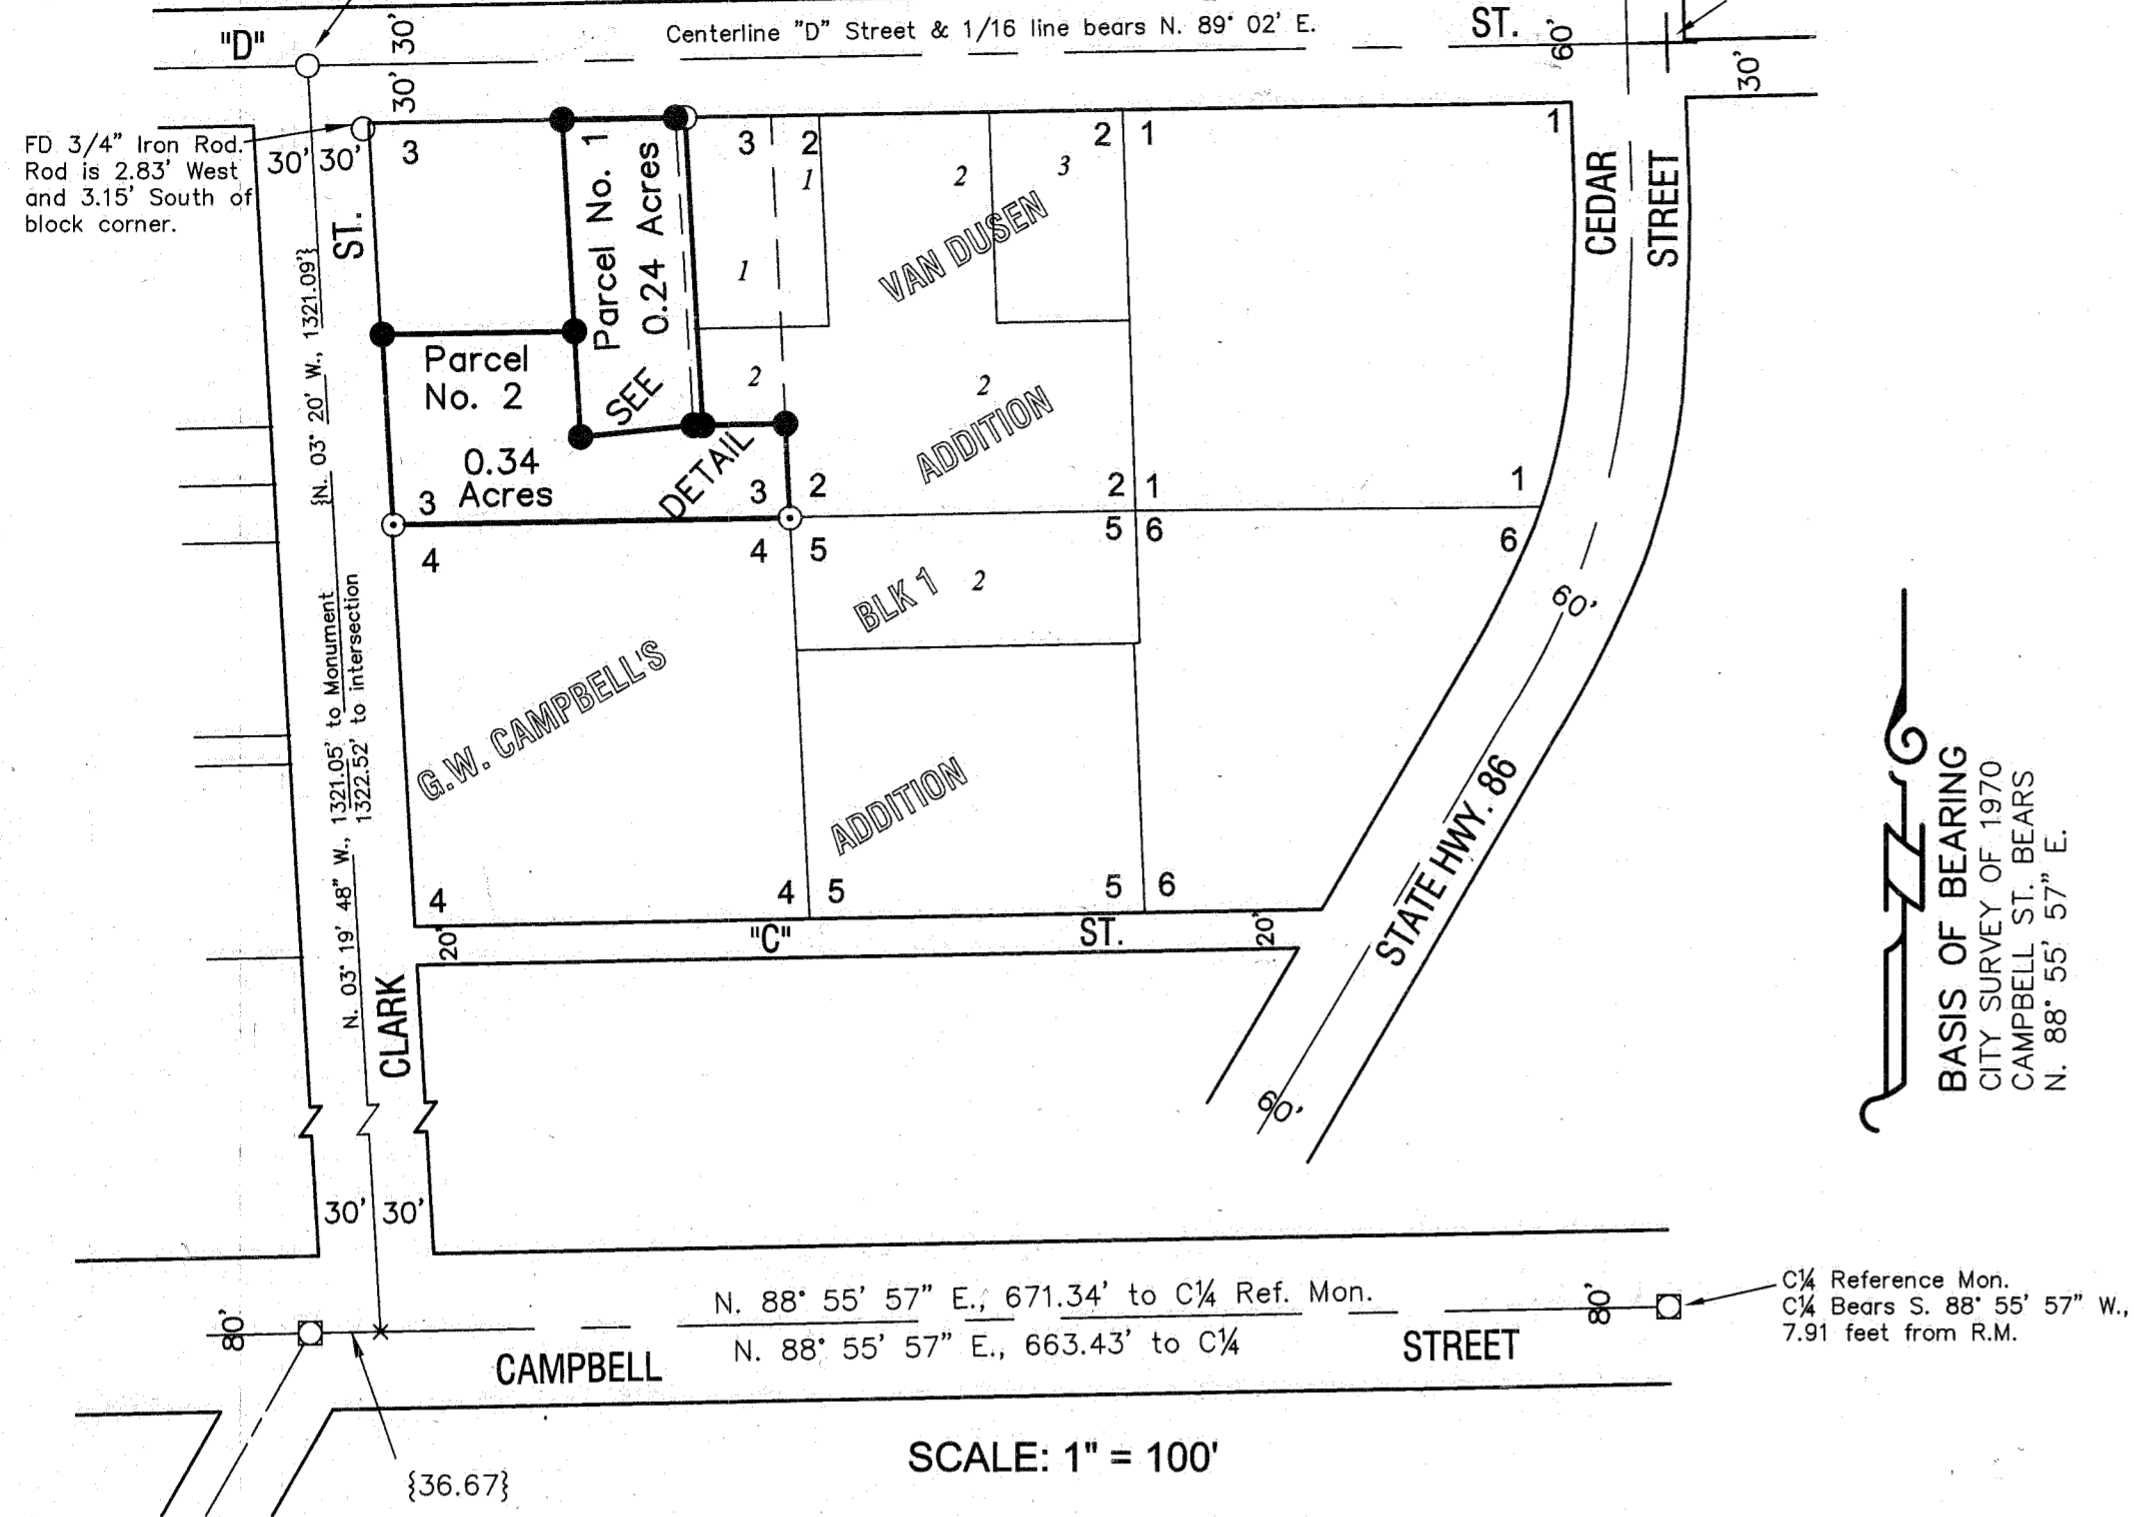 "D"
30'
30'
Centerline "D" Street & 1/16 line bears N. 89° 02' E.
ST.
60'
30'
FD 3/4" Iron Rod.
Rod is 2.83' West
and 3.15' South of
block corner.
30' 30'
3
3
2
2
1
1
1
2
3
1
2
2
ST.
Parcel No. 1
0.24 Acres
VAN DUSEN
ADDITION
CEDAR
STREET
Parcel
No. 2
0.34
Acres
SEE
DETAIL
{N. 03° 20' W., 1321.09'}
3
3
2
2
1
1
4
4
5
5
6
6
BLK 1
2
60'
G.W. CAMPBELL'S
ADDITION
N. 03° 19' 48" W., 1321.05' to Monument
1322.52' to intersection
4
4
5
5
6
20'
"C"
ST.
20'
STATE HWY. 86
60'
CLARK
BASIS OF BEARING
CITY SURVEY OF 1970
CAMPBELL ST. BEARS
N. 88° 55' 57" E.
30' 30'
80'
N. 88° 55' 57" E., 671.34' to C¼ Ref. Mon.
N. 88° 55' 57" E., 663.43' to C¼
80'
C¼ Reference Mon.
C¼ Bears S. 88° 55' 57" W.,
7.91 feet from R.M.
CAMPBELL
STREET
{36.67}
SCALE: 1" = 100'